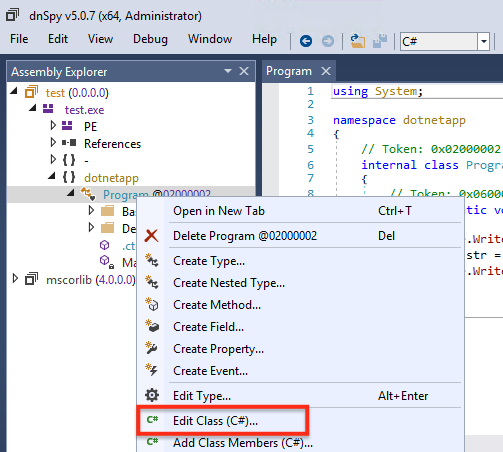 dnSpy v5.0.7 (x64, Administrator)
File Edit View Debug Window Help C#
Assembly Explorer
test (0.0.0.0)
test.exe
PE
References
-
dotnetapp
Program @02000002
Ba
De
.ct
Ma
mscorlib (4.0.0.0)
Program
1 using System;
2
3 namespace dotnetapp
4 {
5 // Token: 0x02000002
6 internal class Progra
7 {
8 // Token: 0x0600
tic vo
.Write
str =
.Write
Open in New Tab Ctrl+T
Delete Program @02000002 Del
Create Type...
Create Nested Type...
Create Method...
Create Field...
Create Property...
Create Event...
Edit Type... Alt+Enter
C# Edit Class (C#)...
C# Add Class Members (C#)...